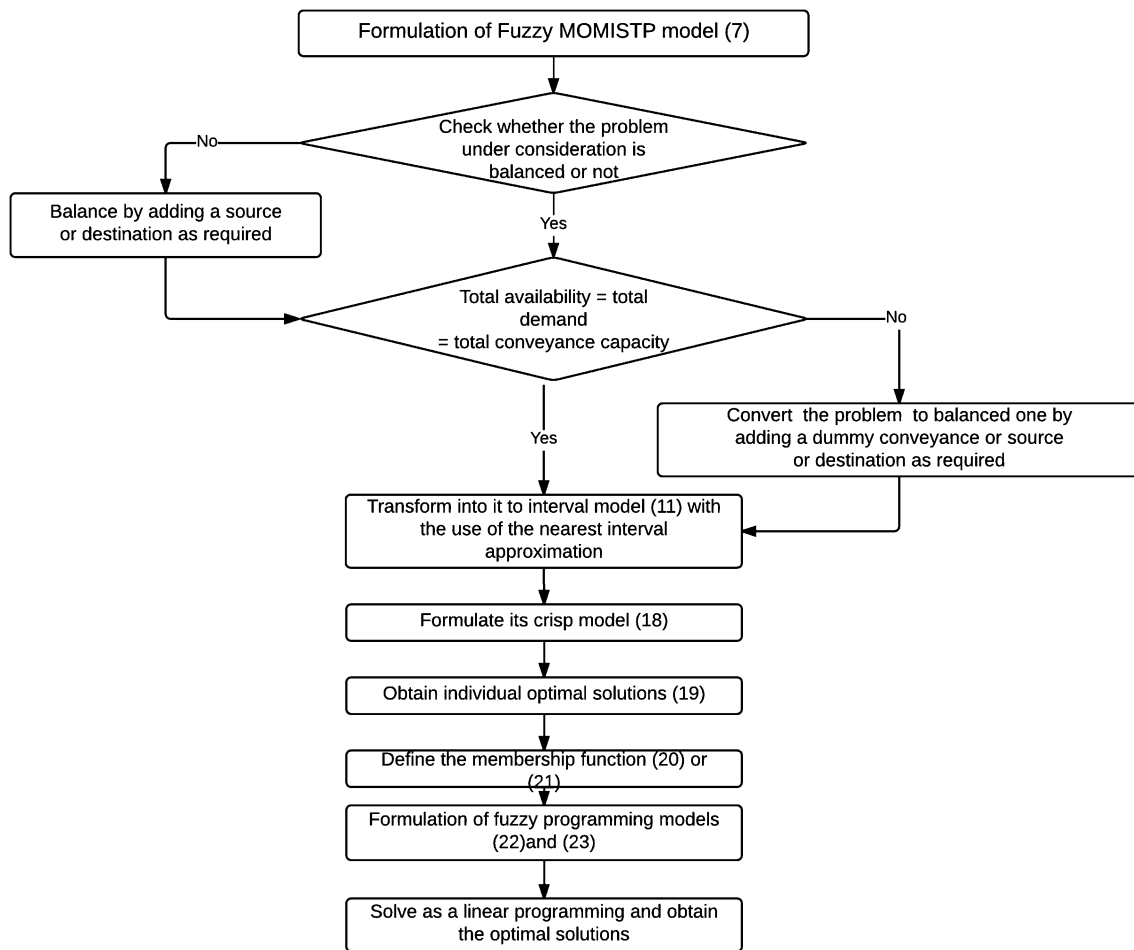 Formulation of Fuzzy MOMISTP model (7)
Check whether the problem
under consideration is
balanced or not
No
Balance by adding a source
or destination as required
Yes
Total availability = total
demand
= total conveyance capacity
No
Convert the problem to balanced one by
adding a dummy conveyance or source
or destination as required
Yes
Transform into it to interval model (11) with
the use of the nearest interval
approximation
Formulate its crisp model (18)
Obtain individual optimal solutions (19)
Define the membership function (20) or
(21)
Formulation of fuzzy programming models
(22)and (23)
Solve as a linear programming and obtain
the optimal solutions